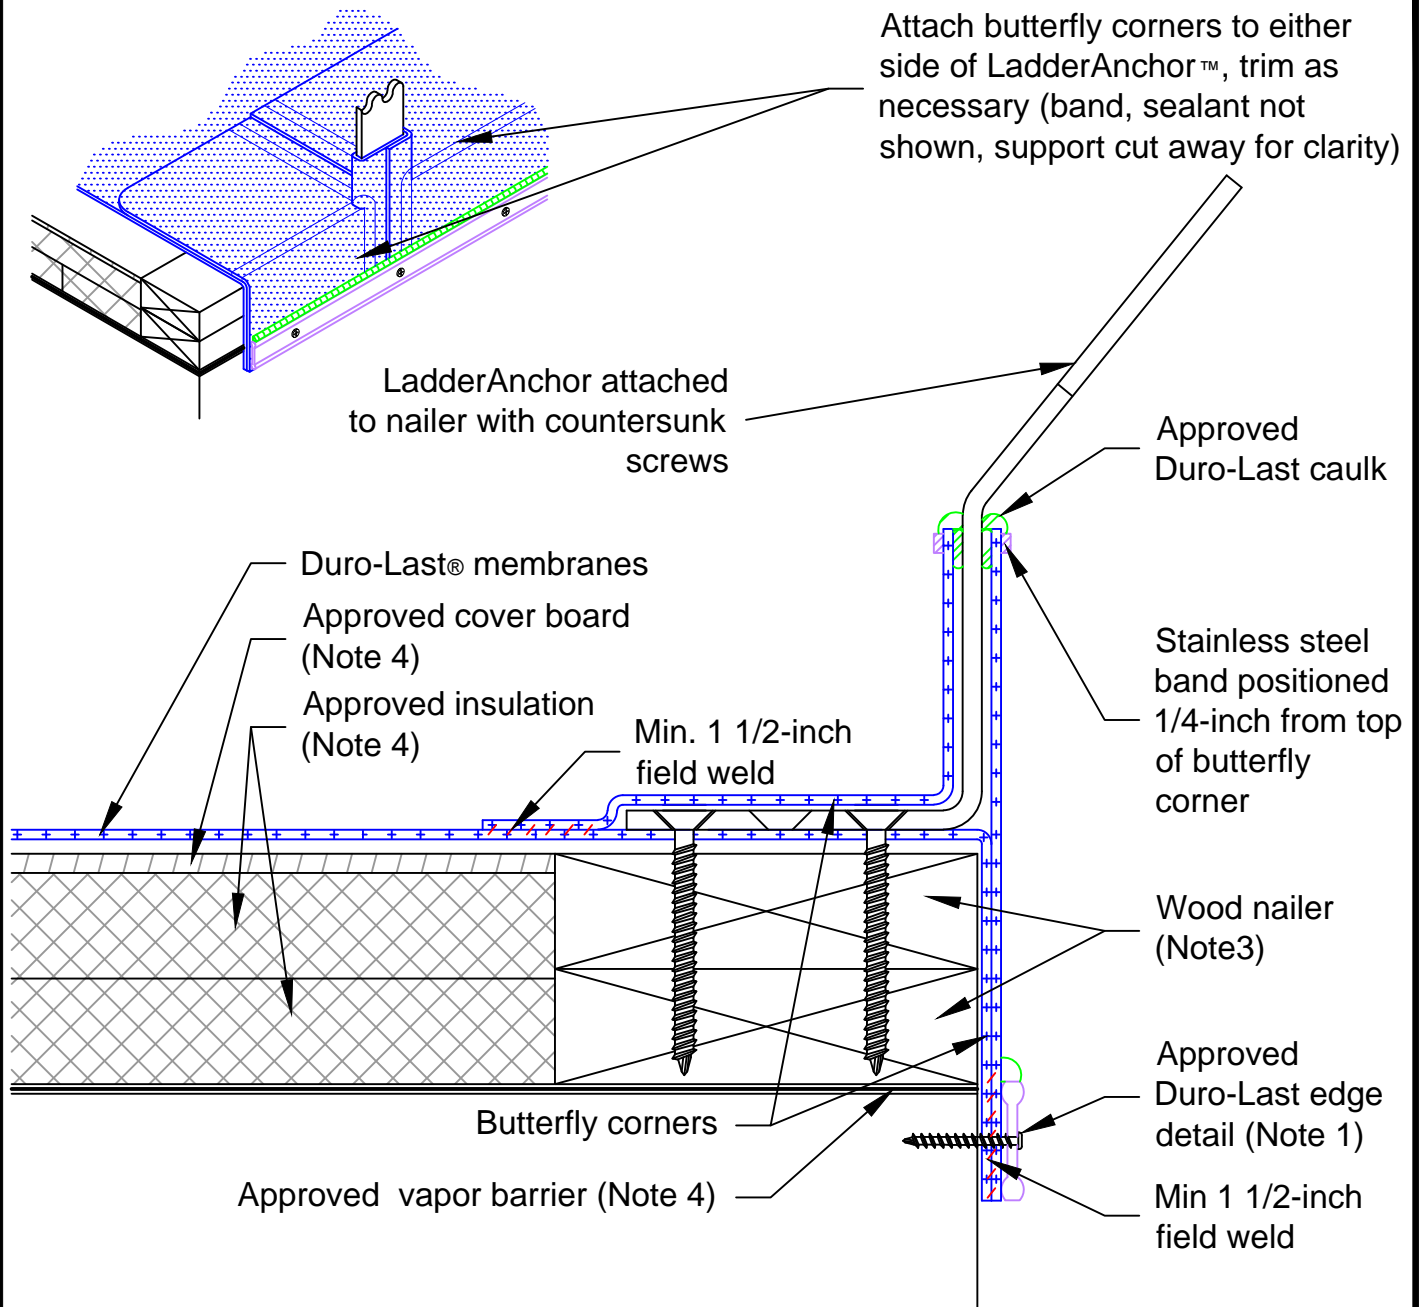 Attach butterfly corners to either
side of LadderAnchor™, trim as
necessary (band, sealant not
shown, support cut away for clarity)
LadderAnchor attached
to nailer with countersunk
screws
Approved
Duro-Last caulk
Duro-Last® membranes
Approved cover board
(Note 4)
Approved insulation
(Note 4)
Min. 1 1/2-inch
field weld
Stainless steel
band positioned
1/4-inch from top
of butterfly
corner
Wood nailer
(Note3)
Approved
Duro-Last edge
detail (Note 1)
Butterfly corners
Approved vapor barrier (Note 4)
Min 1 1/2-inch
field weld